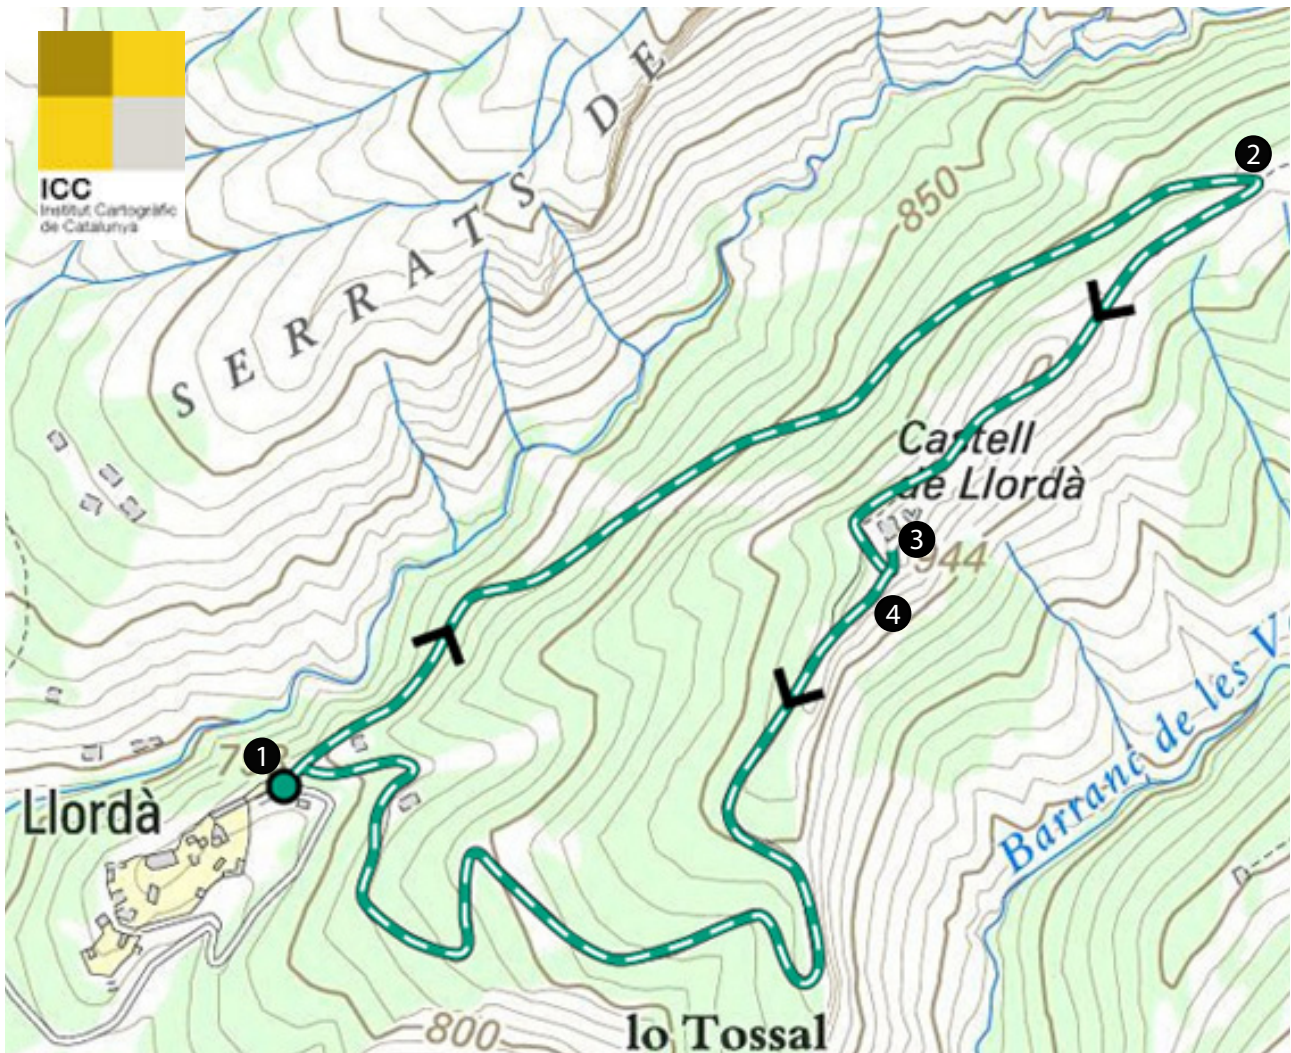 ICC
Institut Cartogràfic
de Catalunya
SERRATS DE
2
850
Castell
de Llordà
3
944
4
1
Llordà
Barranc de les
800
lo Tossal